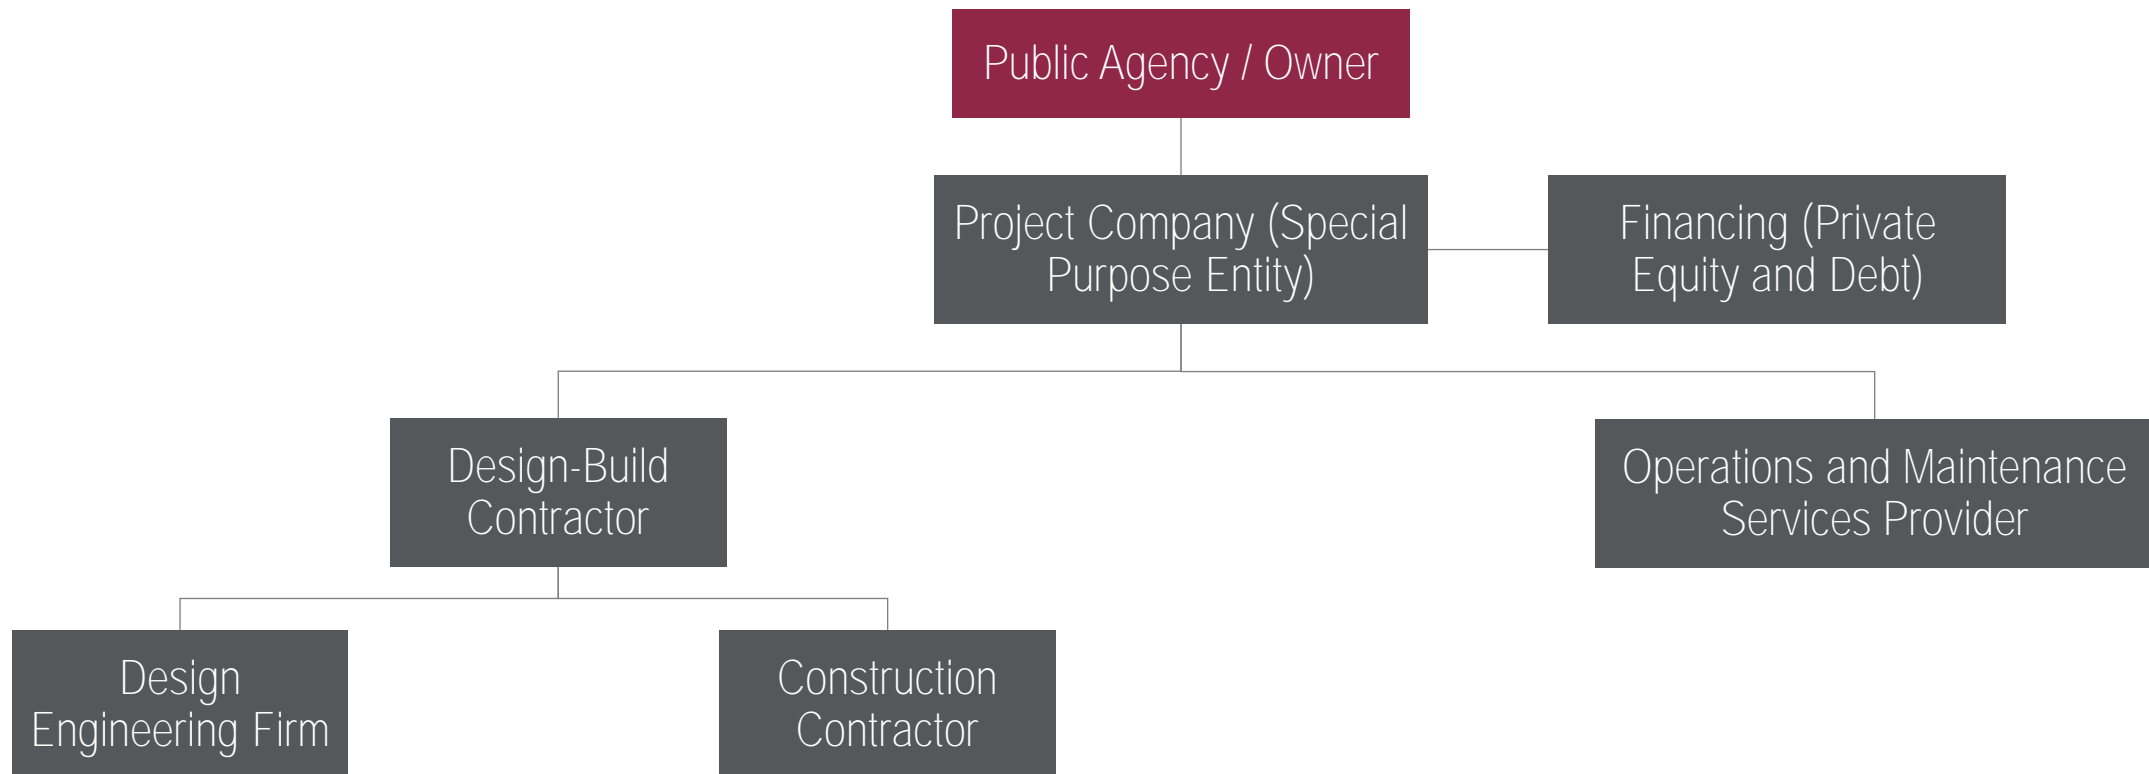 Public Agency / Owner
Project Company (Special
Purpose Entity)
Financing (Private
Equity and Debt)
Design-Build
Contractor
Operations and Maintenance
Services Provider
Design
Engineering Firm
Construction
Contractor